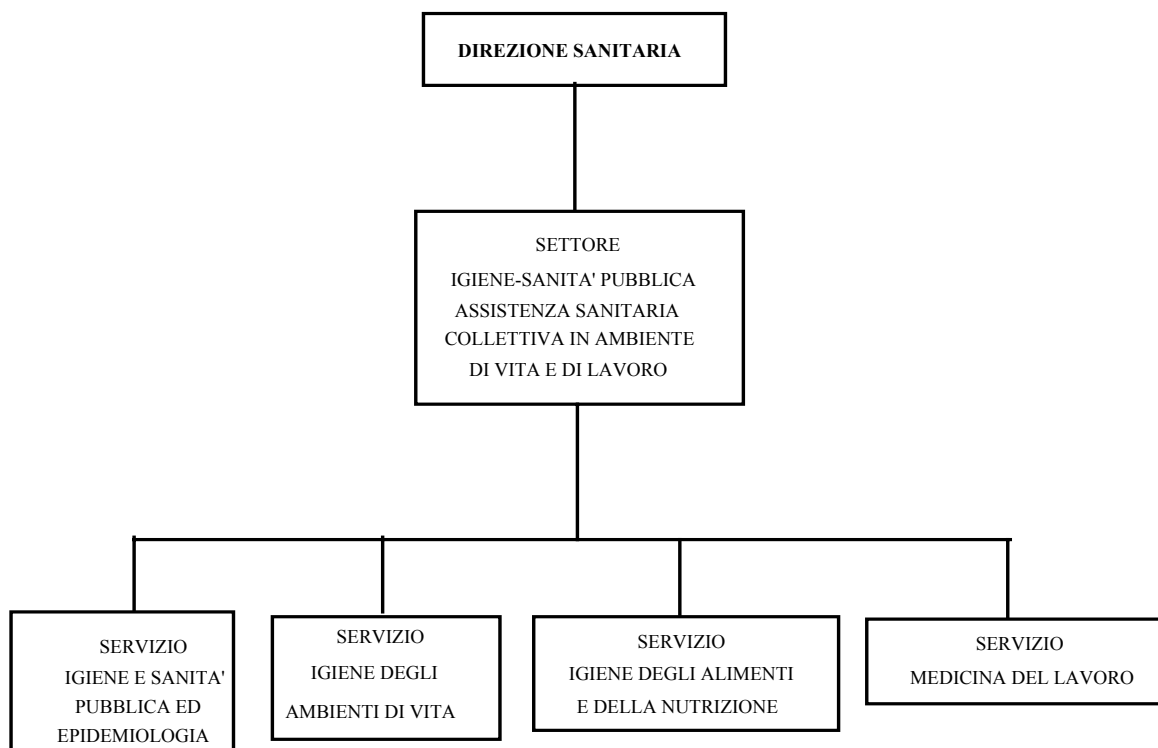 DIREZIONE SANITARIA
SETTORE
IGIENE-SANITA' PUBBLICA
ASSISTENZA SANITARIA
COLLETTIVA IN AMBIENTE
DI VITA E DI LAVORO
SERVIZIO
IGIENE E SANITA'
PUBBLICA ED
EPIDEMIOLOGIA
SERVIZIO
IGIENE DEGLI
AMBIENTI DI VITA
SERVIZIO
IGIENE DEGLI ALIMENTI
E DELLA NUTRIZIONE
SERVIZIO
MEDICINA DEL LAVORO